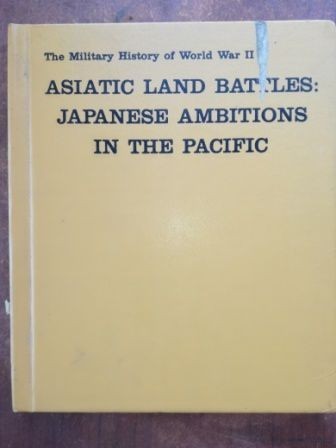 The Military History of World War II
ASIATIC LAND BATTLES:
JAPANESE AMBITIONS
IN THE PACIFIC